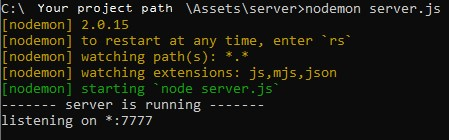 C:\ Your project path \Assets\server>nodemon server.js
[nodemon] 2.0.15
[nodemon] to restart at any time, enter `rs`
[nodemon] watching path(s): *.*
[nodemon] watching extensions: js,mjs,json
[nodemon] starting `node server.js`
------- server is running -------
listening on *:7777